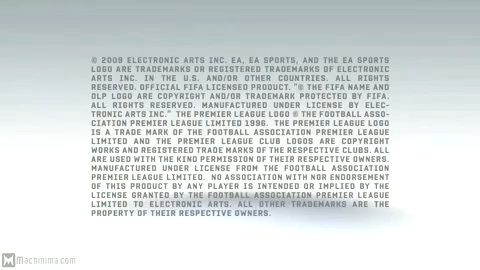 © 2009 ELECTRONIC ARTS INC. EA, EA SPORTS, AND THE EA SPORTS
LOGO ARE TRADEMARKS OR REGISTERED TRADEMARKS OF ELECTRONIC
ARTS INC. IN THE U.S. AND/OR OTHER COUNTRIES. ALL RIGHTS
RESERVED. OFFICIAL FIFA LICENSED PRODUCT. "© THE FIFA NAME AND
OLP LOGO ARE COPYRIGHT AND/OR TRADEMARK PROTECTED BY FIFA.
ALL RIGHTS RESERVED. MANUFACTURED UNDER LICENSE BY ELEC-
TRONIC ARTS INC." THE PREMIER LEAGUE LOGO © THE FOOTBALL ASSO-
CIATION PREMIER LEAGUE LIMITED 1996. THE PREMIER LEAGUE LOGO
IS A TRADE MARK OF THE FOOTBALL ASSOCIATION PREMIER LEAGUE
LIMITED AND THE PREMIER LEAGUE CLUB LOGOS ARE COPYRIGHT
WORKS AND REGISTERED TRADE MARKS OF THE RESPECTIVE CLUBS. ALL
ARE USED WITH THE KIND PERMISSION OF THEIR RESPECTIVE OWNERS.
MANUFACTURED UNDER LICENSE FROM THE FOOTBALL ASSOCIATION
PREMIER LEAGUE LIMITED. NO ASSOCIATION WITH NOR ENDORSEMENT
OF THIS PRODUCT BY ANY PLAYER IS INTENDED OR IMPLIED BY THE
LICENSE GRANTED BY THE FOOTBALL ASSOCIATION PREMIER LEAGUE
LIMITED TO ELECTRONIC ARTS. ALL OTHER TRADEMARKS ARE THE
PROPERTY OF THEIR RESPECTIVE OWNERS.
Machinima.com